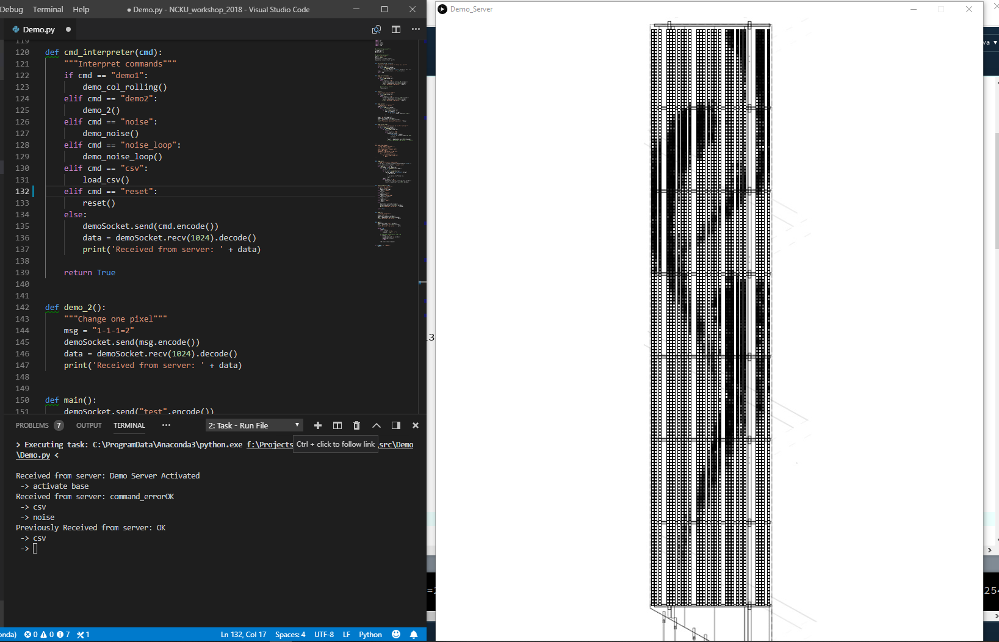 Debug Terminal Help ● Demo.py - NCKU_workshop_2018 - Visual Studio Code
Demo.py ●
119
120 def cmd_interpreter(cmd):
121 """Interpret commands"""
122 if cmd == "demo1":
123 demo_col_rolling()
124 elif cmd == "demo2":
125 demo_2()
126 elif cmd == "noise":
127 demo_noise()
128 elif cmd == "noise_loop":
129 demo_noise_loop()
130 elif cmd == "csv":
131 load_csv()
132 elif cmd == "reset":
133 reset()
134 else:
135 demoSocket.send(cmd.encode())
136 data = demoSocket.recv(1024).decode()
137 print('Received from server: ' + data)
138
139 return True
140
141
142 def demo_2():
143 """Change one pixel"""
144 msg = "1-1-1=2"
145 demoSocket.send(msg.encode())
146 data = demoSocket.recv(1024).decode()
147 print('Received from server: ' + data)
148
149
150 def main():
151 demoSocket.send("test".encode())
PROBLEMS 7 OUTPUT TERMINAL ••• 2: Task - Run File
> Executing task: C:\ProgramData\Anaconda3\python.exe f:\Projects \src\Demo
\Demo.py <
Ctrl + click to follow link
Received from server: Demo Server Activated
-> activate base
Received from server: command_errorOK
-> csv
-> noise
Previously Received from server: OK
-> csv
->
onda) 0 0 7 1 Ln 132, Col 17 Spaces: 4 UTF-8 LF Python
Demo_Server
va
.3
=
254